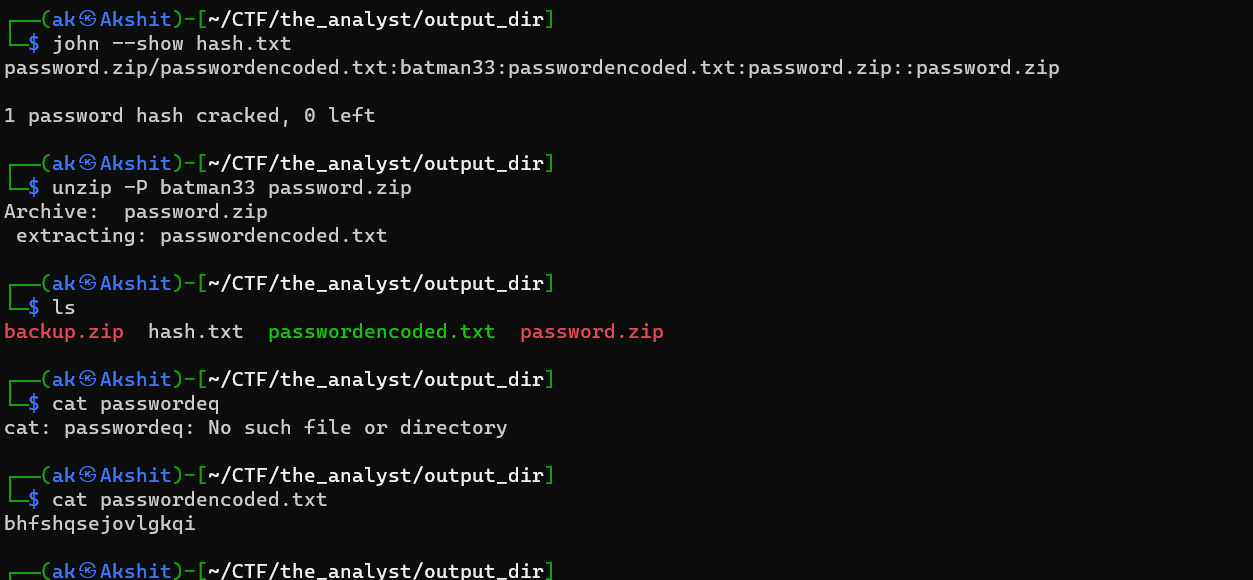 ┌──(ak㉿Akshit)-[~/CTF/the_analyst/output_dir]
└─$ john --show hash.txt
password.zip/passwordencoded.txt:batman33:passwordencoded.txt:password.zip::password.zip
1 password hash cracked, 0 left
┌──(ak㉿Akshit)-[~/CTF/the_analyst/output_dir]
└─$ unzip -P batman33 password.zip
Archive:  password.zip
 extracting: passwordencoded.txt
┌──(ak㉿Akshit)-[~/CTF/the_analyst/output_dir]
└─$ ls
backup.zip  hash.txt  passwordencoded.txt  password.zip
┌──(ak㉿Akshit)-[~/CTF/the_analyst/output_dir]
└─$ cat passwordeq
cat: passwordeq: No such file or directory
┌──(ak㉿Akshit)-[~/CTF/the_analyst/output_dir]
└─$ cat passwordencoded.txt
bhfshqsejovlgkqi
┌──(ak㉿Akshit)-[~/CTF/the_analyst/output_dir]